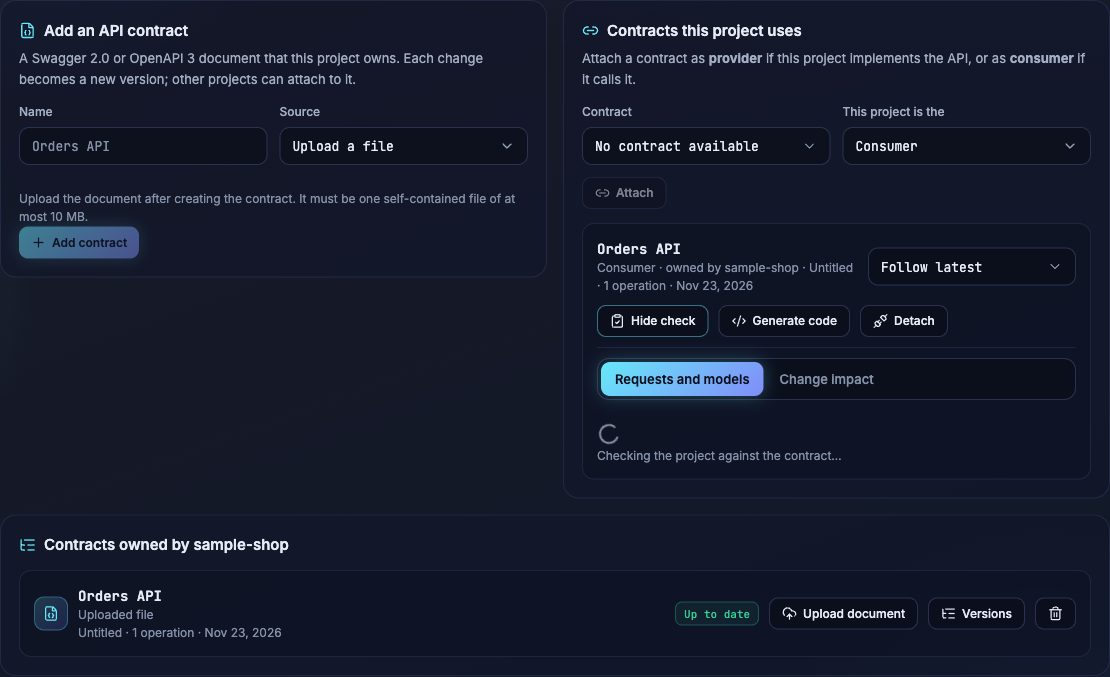 Add an API contract
A Swagger 2.0 or OpenAPI 3 document that this project owns. Each change
becomes a new version; other projects can attach to it.
Name
Source
Orders API
Upload a file
Upload the document after creating the contract. It must be one self-contained file of at
most 10 MB.
+ Add contract
Contracts this project uses
Attach a contract as provider if this project implements the API, or as consumer if
it calls it.
Contract
This project is the
No contract available
Consumer
Attach
Orders API
Consumer · owned by sample-shop · Untitled
· 1 operation · Nov 23, 2026
Follow latest
Hide check
Generate code
Detach
Requests and models
Change impact
Checking the project against the contract...
Contracts owned by sample-shop
Orders API
Uploaded file
Untitled · 1 operation · Nov 23, 2026
Up to date
Upload document
Versions